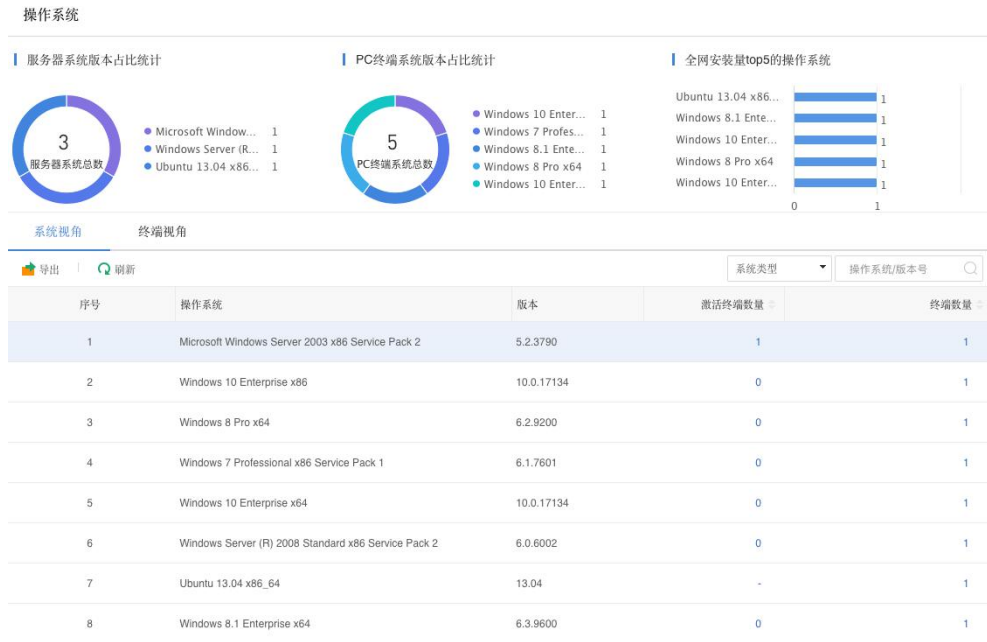 操作系统
服务器系统版本占比统计
3
服务器系统总数
Microsoft Window... 1
Windows Server (R... 1
Ubuntu 13.04 x86... 1
PC终端系统版本占比统计
5
PC终端系统总数
Windows 10 Enter... 1
Windows 7 Profes... 1
Windows 8.1 Ente... 1
Windows 8 Pro x64 1
Windows 10 Enter... 1
全网安装量top5的操作系统
Ubuntu 13.04 x86... 1
Windows 8.1 Ente... 1
Windows 10 Enter... 1
Windows 8 Pro x64 1
Windows 10 Enter... 1
0 1
系统视角 终端视角
导出 刷新 系统类型 操作系统/版本号
序号 操作系统 版本 激活终端数量 终端数量
1 Microsoft Windows Server 2003 x86 Service Pack 2 5.2.3790 1 1
2 Windows 10 Enterprise x86 10.0.17134 0 1
3 Windows 8 Pro x64 6.2.9200 0 1
4 Windows 7 Professional x86 Service Pack 1 6.1.7601 0 1
5 Windows 10 Enterprise x64 10.0.17134 0 1
6 Windows Server (R) 2008 Standard x86 Service Pack 2 6.0.6002 0 1
7 Ubuntu 13.04 x86_64 13.04 - 1
8 Windows 8.1 Enterprise x64 6.3.9600 0 1